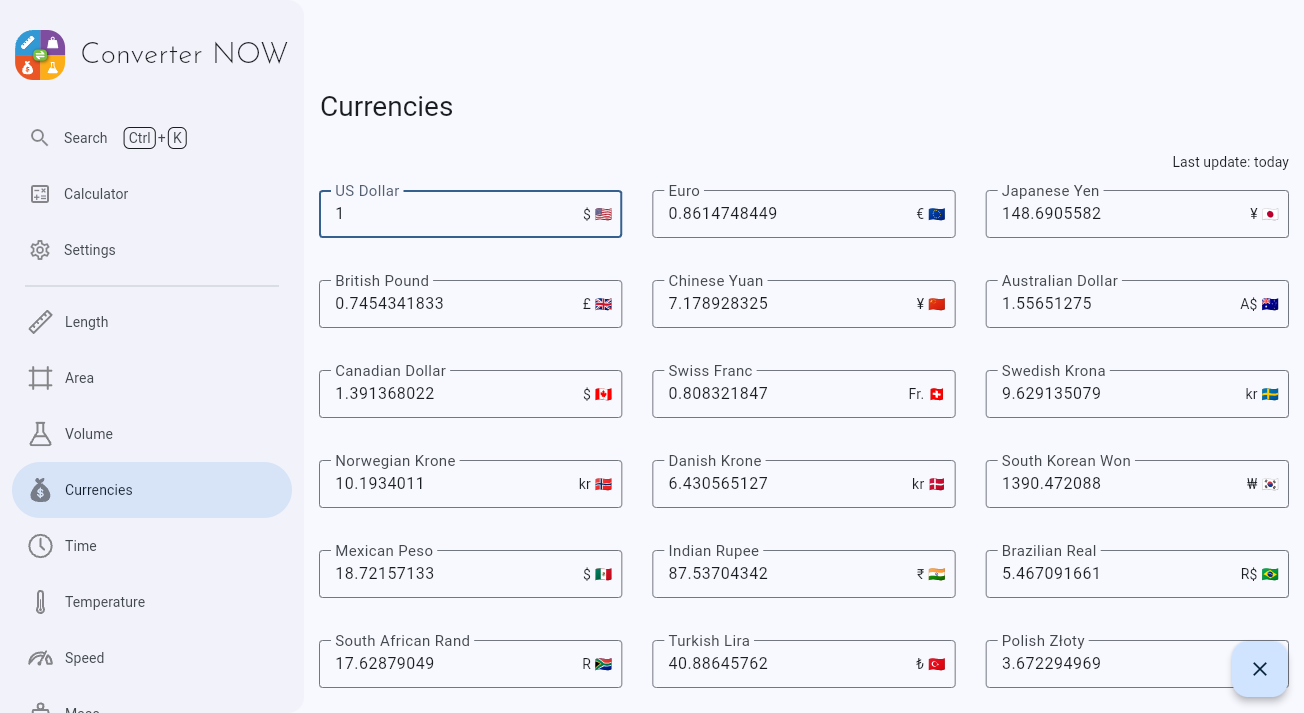 Converter NOW
Search Ctrl + K
Calculator
Settings
Length
Area
Volume
Currencies
Time
Temperature
Speed
Currencies
Last update: today
US Dollar
1 $
Euro
0.8614748449 €
Japanese Yen
148.6905582 ¥
British Pound
0.7454341833 £
Chinese Yuan
7.178928325 ¥
Australian Dollar
1.55651275 A$
Canadian Dollar
1.391368022 $
Swiss Franc
0.808321847 Fr.
Swedish Krona
9.629135079 kr
Norwegian Krone
10.1934011 kr
Danish Krone
6.430565127 kr
South Korean Won
1390.472088 ₩
Mexican Peso
18.72157133 $
Indian Rupee
87.53704342 ₹
Brazilian Real
5.467091661 R$
South African Rand
17.62879049 R
Turkish Lira
40.88645762 ₺
Polish Złoty
3.672294969